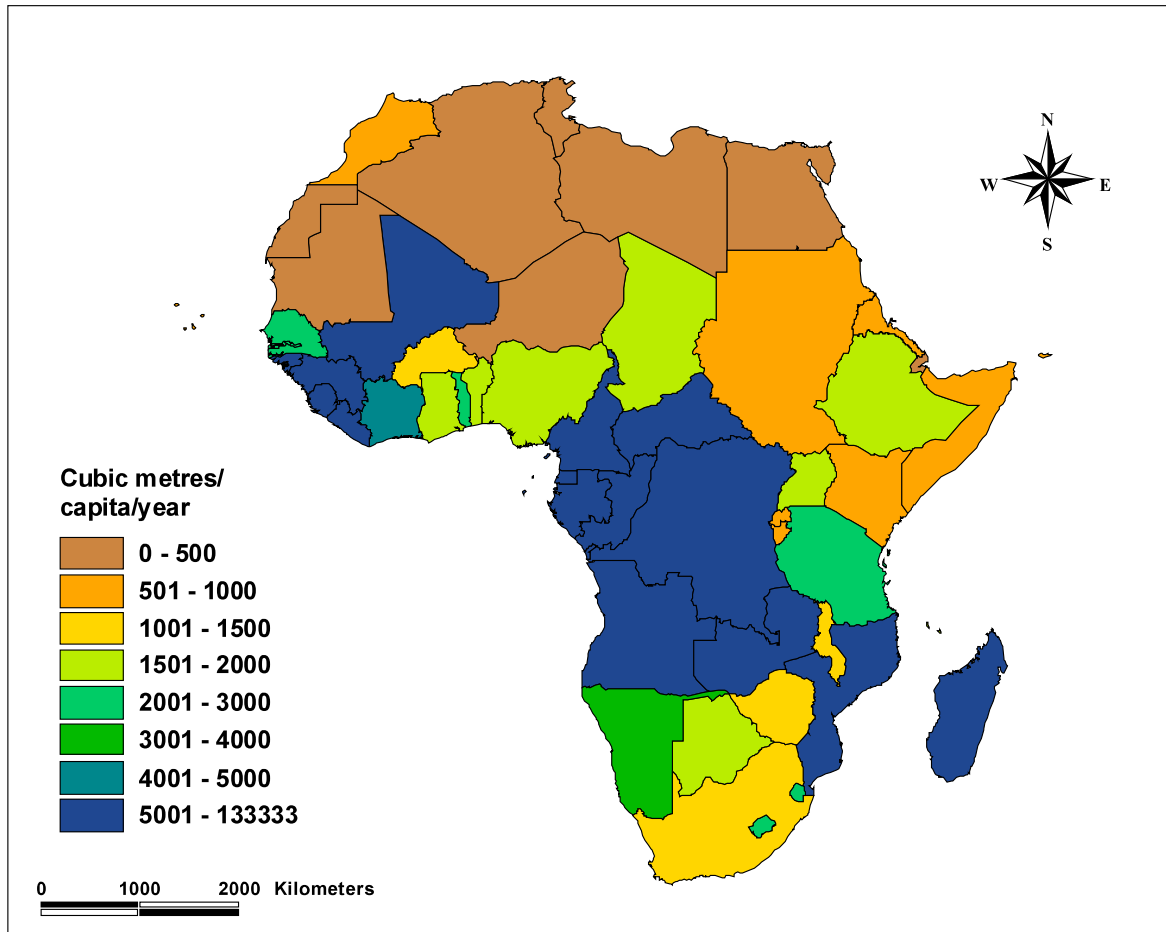 N
W E
S
Cubic metres/
capita/year
0 - 500
501 - 1000
1001 - 1500
1501 - 2000
2001 - 3000
3001 - 4000
4001 - 5000
5001 - 133333
0 1000 2000 Kilometers